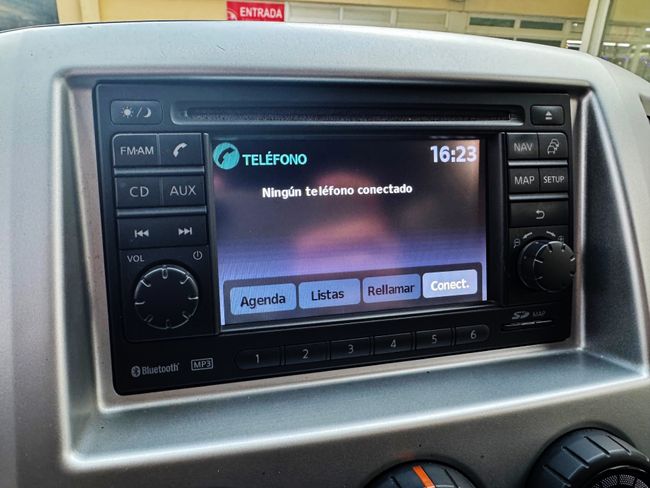 ENTRADA
FM·AM
CD AUX
VOL
TELÉFONO 16:23
Ningún teléfono conectado
Agenda Listas Rellamar Conect.
NAV
MAP SETUP
SD MAP
1 2 3 4 5 6
Bluetooth MP3